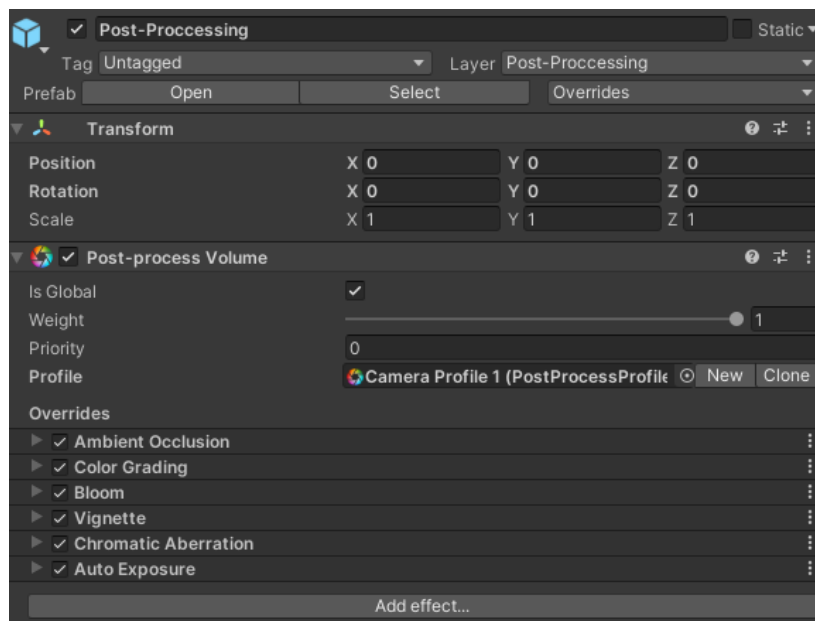 Post-Proccessing Static
Tag Untagged Layer Post-Proccessing
Prefab Open Select Overrides
Transform
Position X 0 Y 0 Z 0
Rotation X 0 Y 0 Z 0
Scale X 1 Y 1 Z 1
Post-process Volume
Is Global
Weight 1
Priority 0
Profile Camera Profile 1 (PostProcessProfile New Clone
Overrides
Ambient Occlusion
Color Grading
Bloom
Vignette
Chromatic Aberration
Auto Exposure
Add effect...